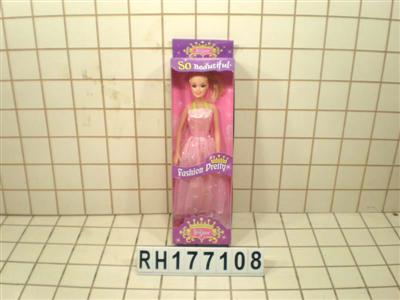 SO Beautiful
Fashion Pretty
RH177108